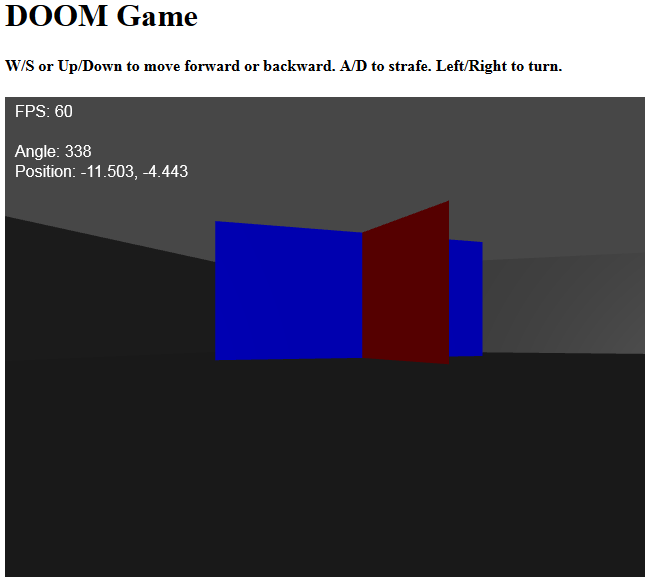 DOOM Game
W/S or Up/Down to move forward or backward. A/D to strafe. Left/Right to turn.
FPS: 60
Angle: 338
Position: -11.503, -4.443